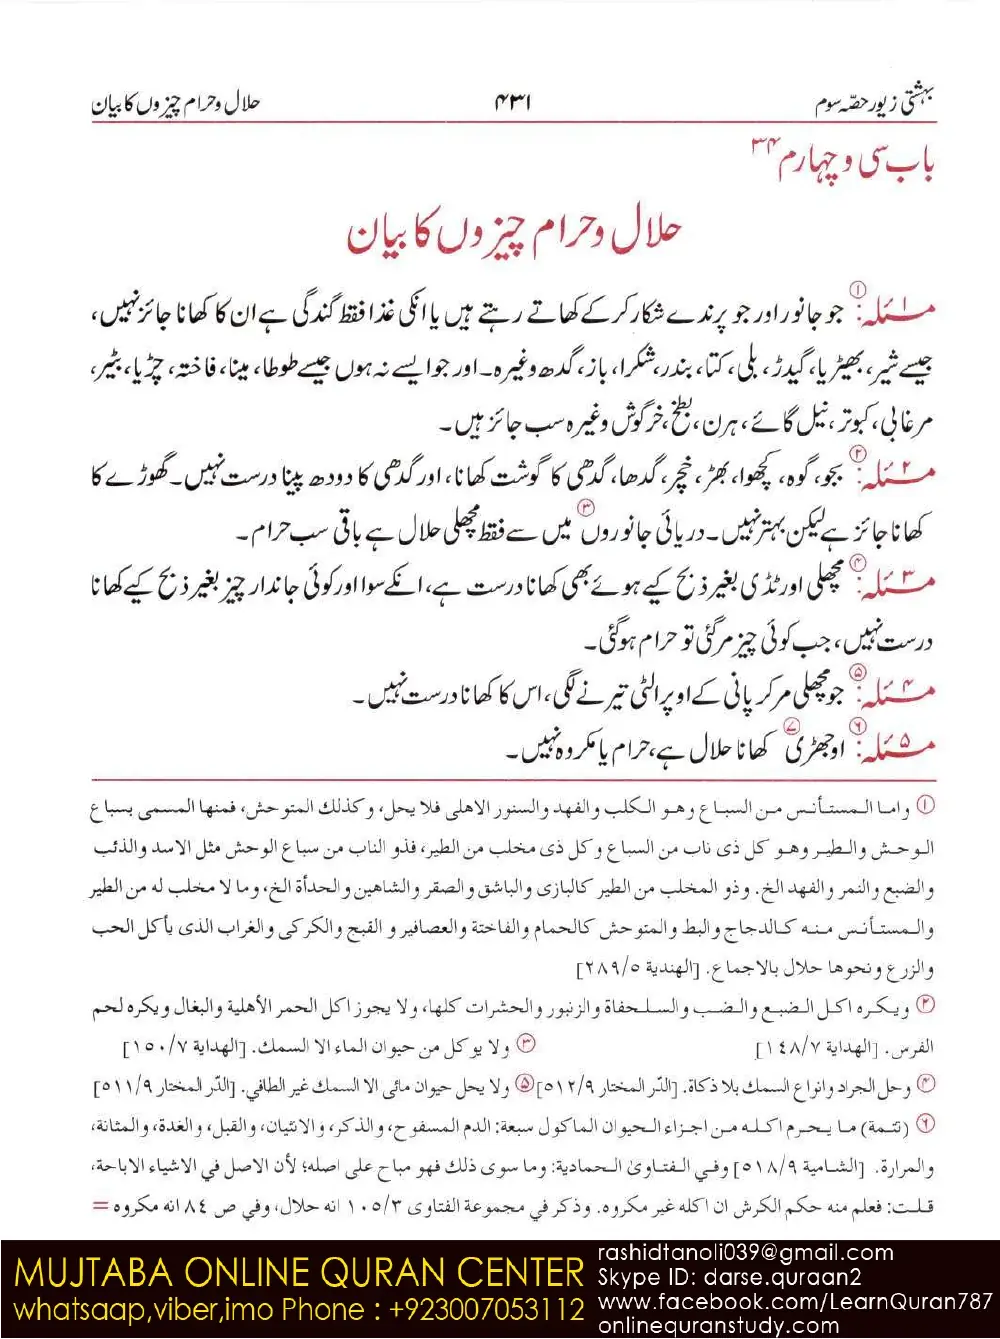 بہشتی زیور حصّہ سوم ۴۳۱ حلال وحرام چیزوں کا بیان
باب سی و چہارم ۳۴
حلال وحرام چیزوں کا بیان
مسئلہ۱: ① جو جانور اور جو پرندے شکار کرکے کھاتے رہتے ہیں یا انکی غذا فقط گندگی ہے ان کا کھانا جائز نہیں،
جیسے شیر، بھیڑیا، گیدڑ، بلی، کتا، بندر، شکرا، باز، گدھ وغیرہ۔ اور جو ایسے نہ ہوں جیسے طوطا، مینا، فاختہ، چڑیا، بٹیر،
مرغابی، کبوتر، نیل گائے، ہرن، بطخ، خرگوش وغیرہ سب جائز ہیں۔
مسئلہ۲: ② بجو، گوہ، کچھوا، بھڑ، خچر، گدھا، گدھی کا گوشت کھانا، اور گدھی کا دودھ پینا درست نہیں۔ گھوڑے کا
کھانا جائز ہے لیکن بہتر نہیں۔ دریائی جانوروں ③ میں سے فقط مچھلی حلال ہے باقی سب حرام۔
مسئلہ۳: ④ مچھلی اور ٹڈی بغیر ذبح کیے ہوئے بھی کھانا درست ہے، انکے سوا اور کوئی جاندار چیز بغیر ذبح کیے کھانا
درست نہیں، جب کوئی چیز مرگئی تو حرام ہوگئی۔
مسئلہ۴: ⑤ جو مچھلی مرکر پانی کے اوپر الٹی تیرنے لگی، اس کا کھانا درست نہیں۔
مسئلہ۵: ⑥ اوجھڑی ⑦ کھانا حلال ہے، حرام یا مکروہ نہیں۔
① واما المستأنس من السباع وهو الكلب والفهد والسنور الاهلى فلا يحل، وكذلك المتوحش، فمنها المسمى بسباع
الوحش والطير وهو كل ذى ناب من السباع وكل ذى مخلب من الطير، فذو الناب من سباع الوحش مثل الاسد والذئب
والضبع والنمر والفهد الخ. وذو المخلب من الطير كالبازى والباشق والصقر والشاهين والحدأة الخ، وما لا مخلب له من الطير
والمستأنس منه كالدجاج والبط والمتوحش كالحمام والفاختة والعصافير و القبج والكركى والغراب الذى يأكل الحب
والزرع ونحوها حلال بالاجماع. [الهندية ٢٨٩/٥]
② ويكره اكل الضبع والضب والسلحفاة والزنبور والحشرات كلها، ولا يجوز اكل الحمر الأهلية والبغال ويكره لحم
الفرس. [الهداية ١٤٨/٧] ③ ولا يوكل من حيوان الماء الا السمك. [الهداية ١٥٠/٧]
④ وحل الجراد وانواع السمك بلا ذكاة. [الدّر المختار ٥١٢/٩] ⑤ ولا يحل حيوان مائى الا السمك غير الطافي. [الدّر المختار ٥١١/٩]
⑥ (تتمة) ما يحرم اكله من اجزاء الحيوان الماكول سبعة: الدم المسفوح، والذكر، والانثيان، والقبل، والغدة، والمثانة،
والمرارة. [الشامية ٥١٨/٩] وفي الفتاوىٰ الحمادية: وما سوى ذلك فهو مباح على اصله؛ لأن الاصل في الاشياء الاباحة،
قلت: فعلم منه حكم الكرش ان اكله غير مكروه. وذكر في مجموعة الفتاوى ١٠٥/٣ انه حلال، وفي ص ٨٤ انه مكروه =
MUJTABA ONLINE QURAN CENTER
whatsaap,viber,imo Phone : +923007053112
rashidtanoli039@gmail.com
Skype ID: darse.quraan2
www.facebook.com/LearnQuran787
onlinequranstudy.com